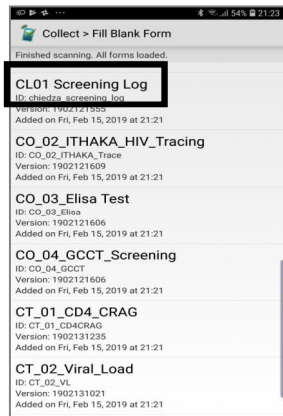 54% 21:23
Collect > Fill Blank Form
Finished scanning. All forms loaded.
CL01 Screening Log
ID: chiedza_screening_log
Version: 1902121555
Added on Fri, Feb 15, 2019 at 21:21
CO_02_ITHAKA_HIV_Tracing
ID: CO_02_ITHAKA_Trace
Version: 1902121609
Added on Fri, Feb 15, 2019 at 21:21
CO_03_Elisa Test
ID: CO_03_Elisa
Version: 1902121606
Added on Fri, Feb 15, 2019 at 21:21
CO_04_GCCT_Screening
ID: CO_04_GCCT
Version: 1902121606
Added on Fri, Feb 15, 2019 at 21:21
CT_01_CD4_CRAG
ID: CT_01_CD4CRAG
Version: 1902131235
Added on Fri, Feb 15, 2019 at 21:21
CT_02_Viral_Load
ID: CT_02_VL
Version: 1902131021
Added on Fri, Feb 15, 2019 at 21:21